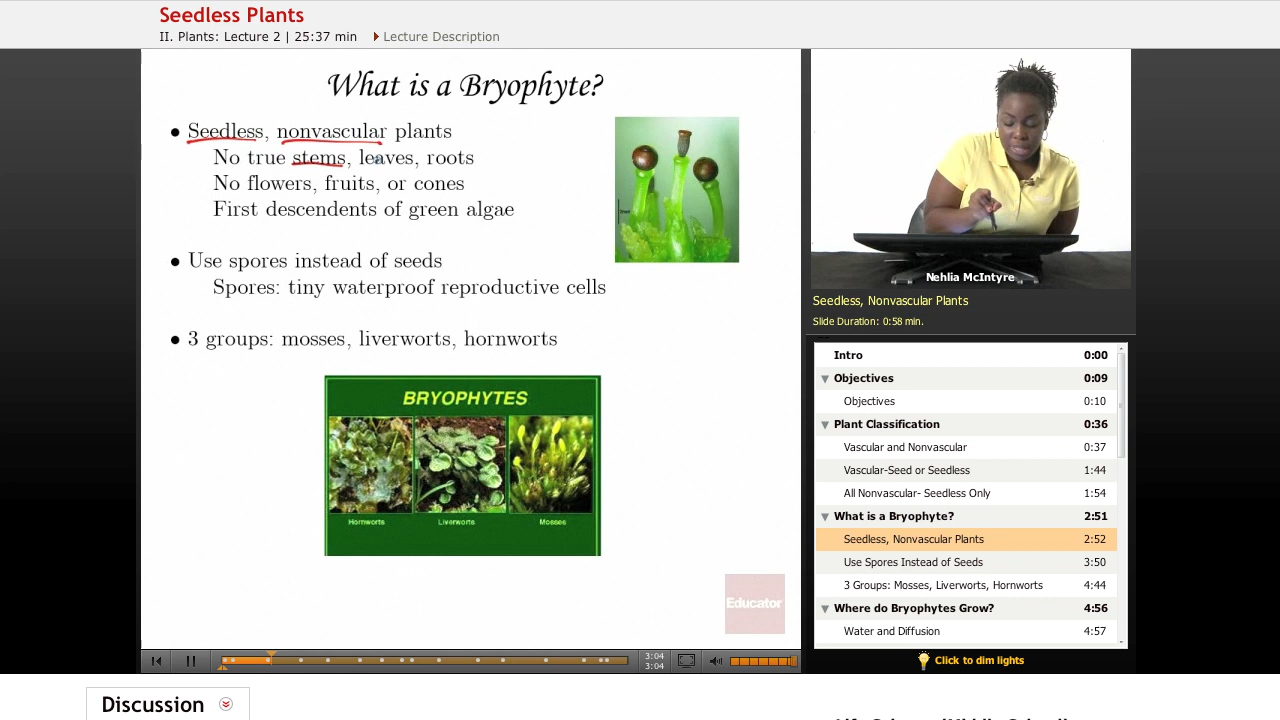 Seedless Plants
II. Plants: Lecture 2 | 25:37 min
Lecture Description
What is a Bryophyte?
• Seedless, nonvascular plants
No true stems, leaves, roots
No flowers, fruits, or cones
First descendents of green algae
• Use spores instead of seeds
Spores: tiny waterproof reproductive cells
• 3 groups: mosses, liverworts, hornworts
BRYOPHYTES
Hornworts Liverworts Mosses
Educator
3:04
3:04
Nehlia McIntyre
Seedless, Nonvascular Plants
Slide Duration: 0:58 min.
Intro 0:00
Objectives 0:09
Objectives 0:10
Plant Classification 0:36
Vascular and Nonvascular 0:37
Vascular-Seed or Seedless 1:44
All Nonvascular- Seedless Only 1:54
What is a Bryophyte? 2:51
Seedless, Nonvascular Plants 2:52
Use Spores Instead of Seeds 3:50
3 Groups: Mosses, Liverworts, Hornworts 4:44
Where do Bryophytes Grow? 4:56
Water and Diffusion 4:57
Click to dim lights
Discussion